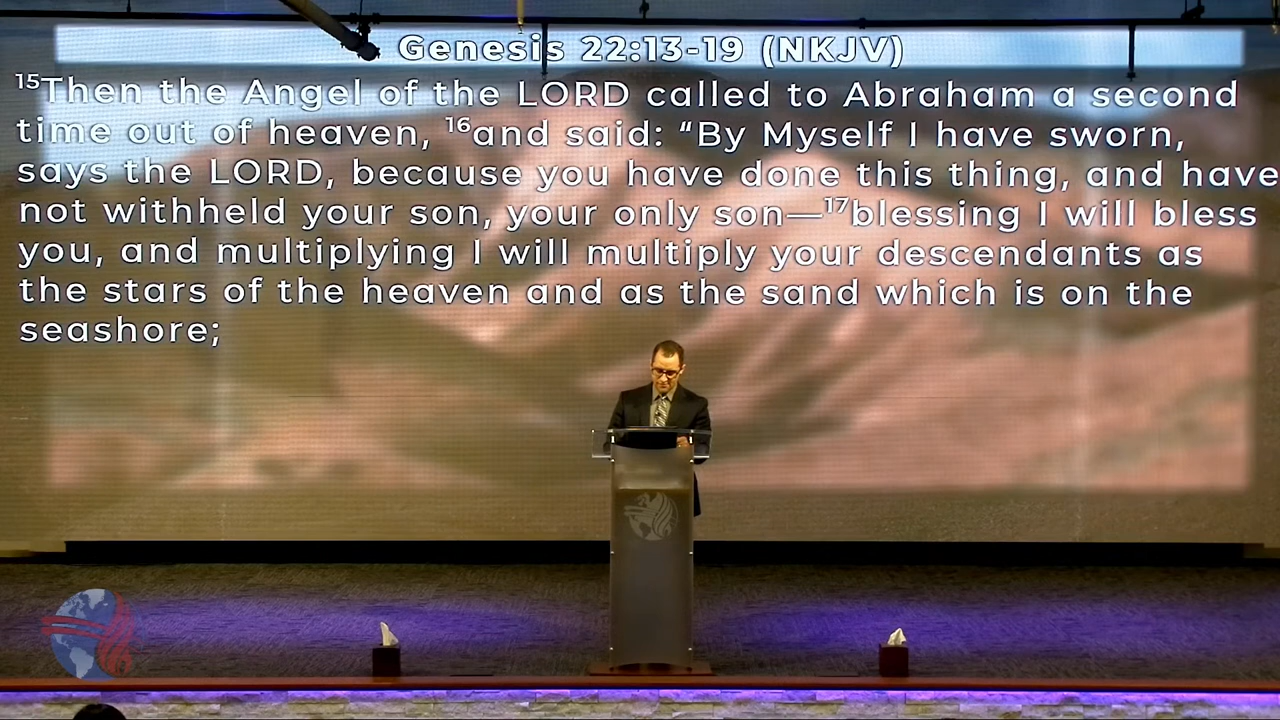 Genesis 22:13-19 (NKJV)
¹⁵Then the Angel of the LORD called to Abraham a second
time out of heaven, ¹⁶and said: “By Myself I have sworn,
says the LORD, because you have done this thing, and have
not withheld your son, your only son—¹⁷blessing I will bless
you, and multiplying I will multiply your descendants as
the stars of the heaven and as the sand which is on the
seashore;